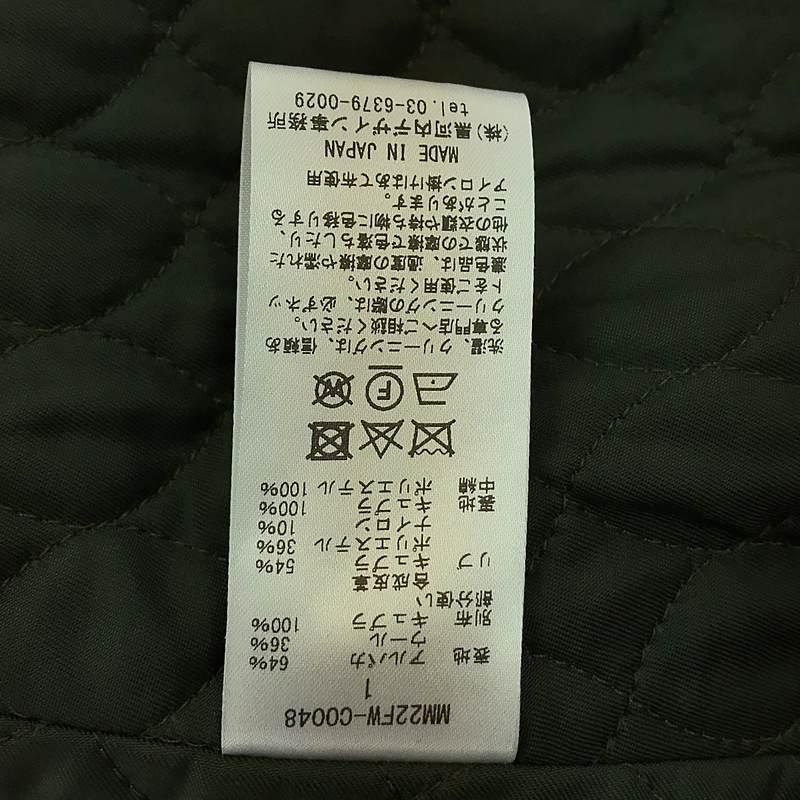 MM22FW-CO048
1
表地 アルパカ 64%
ウール 36%
別布 キュプラ 100%
部分使い
合成皮革
リブ キュプラ 54%
ポリエステル 36%
ナイロン 10%
裏地 キュプラ 100%
中綿 ポリエステル 100%
W
F
洗濯、クリーニングは、信頼あ
る専門店へご相談ください。
クリーニングの際は、必ずネッ
トをご使用ください。
濃色品は、過度の摩擦や濡れた
状態での摩擦で色落ちしたり、
他の衣類や持ち物に色移りする
ことがあります。
アイロン掛けはあて布使用
MADE IN JAPAN
(株)黒河内デザイン事務所
tel.03-6379-0029